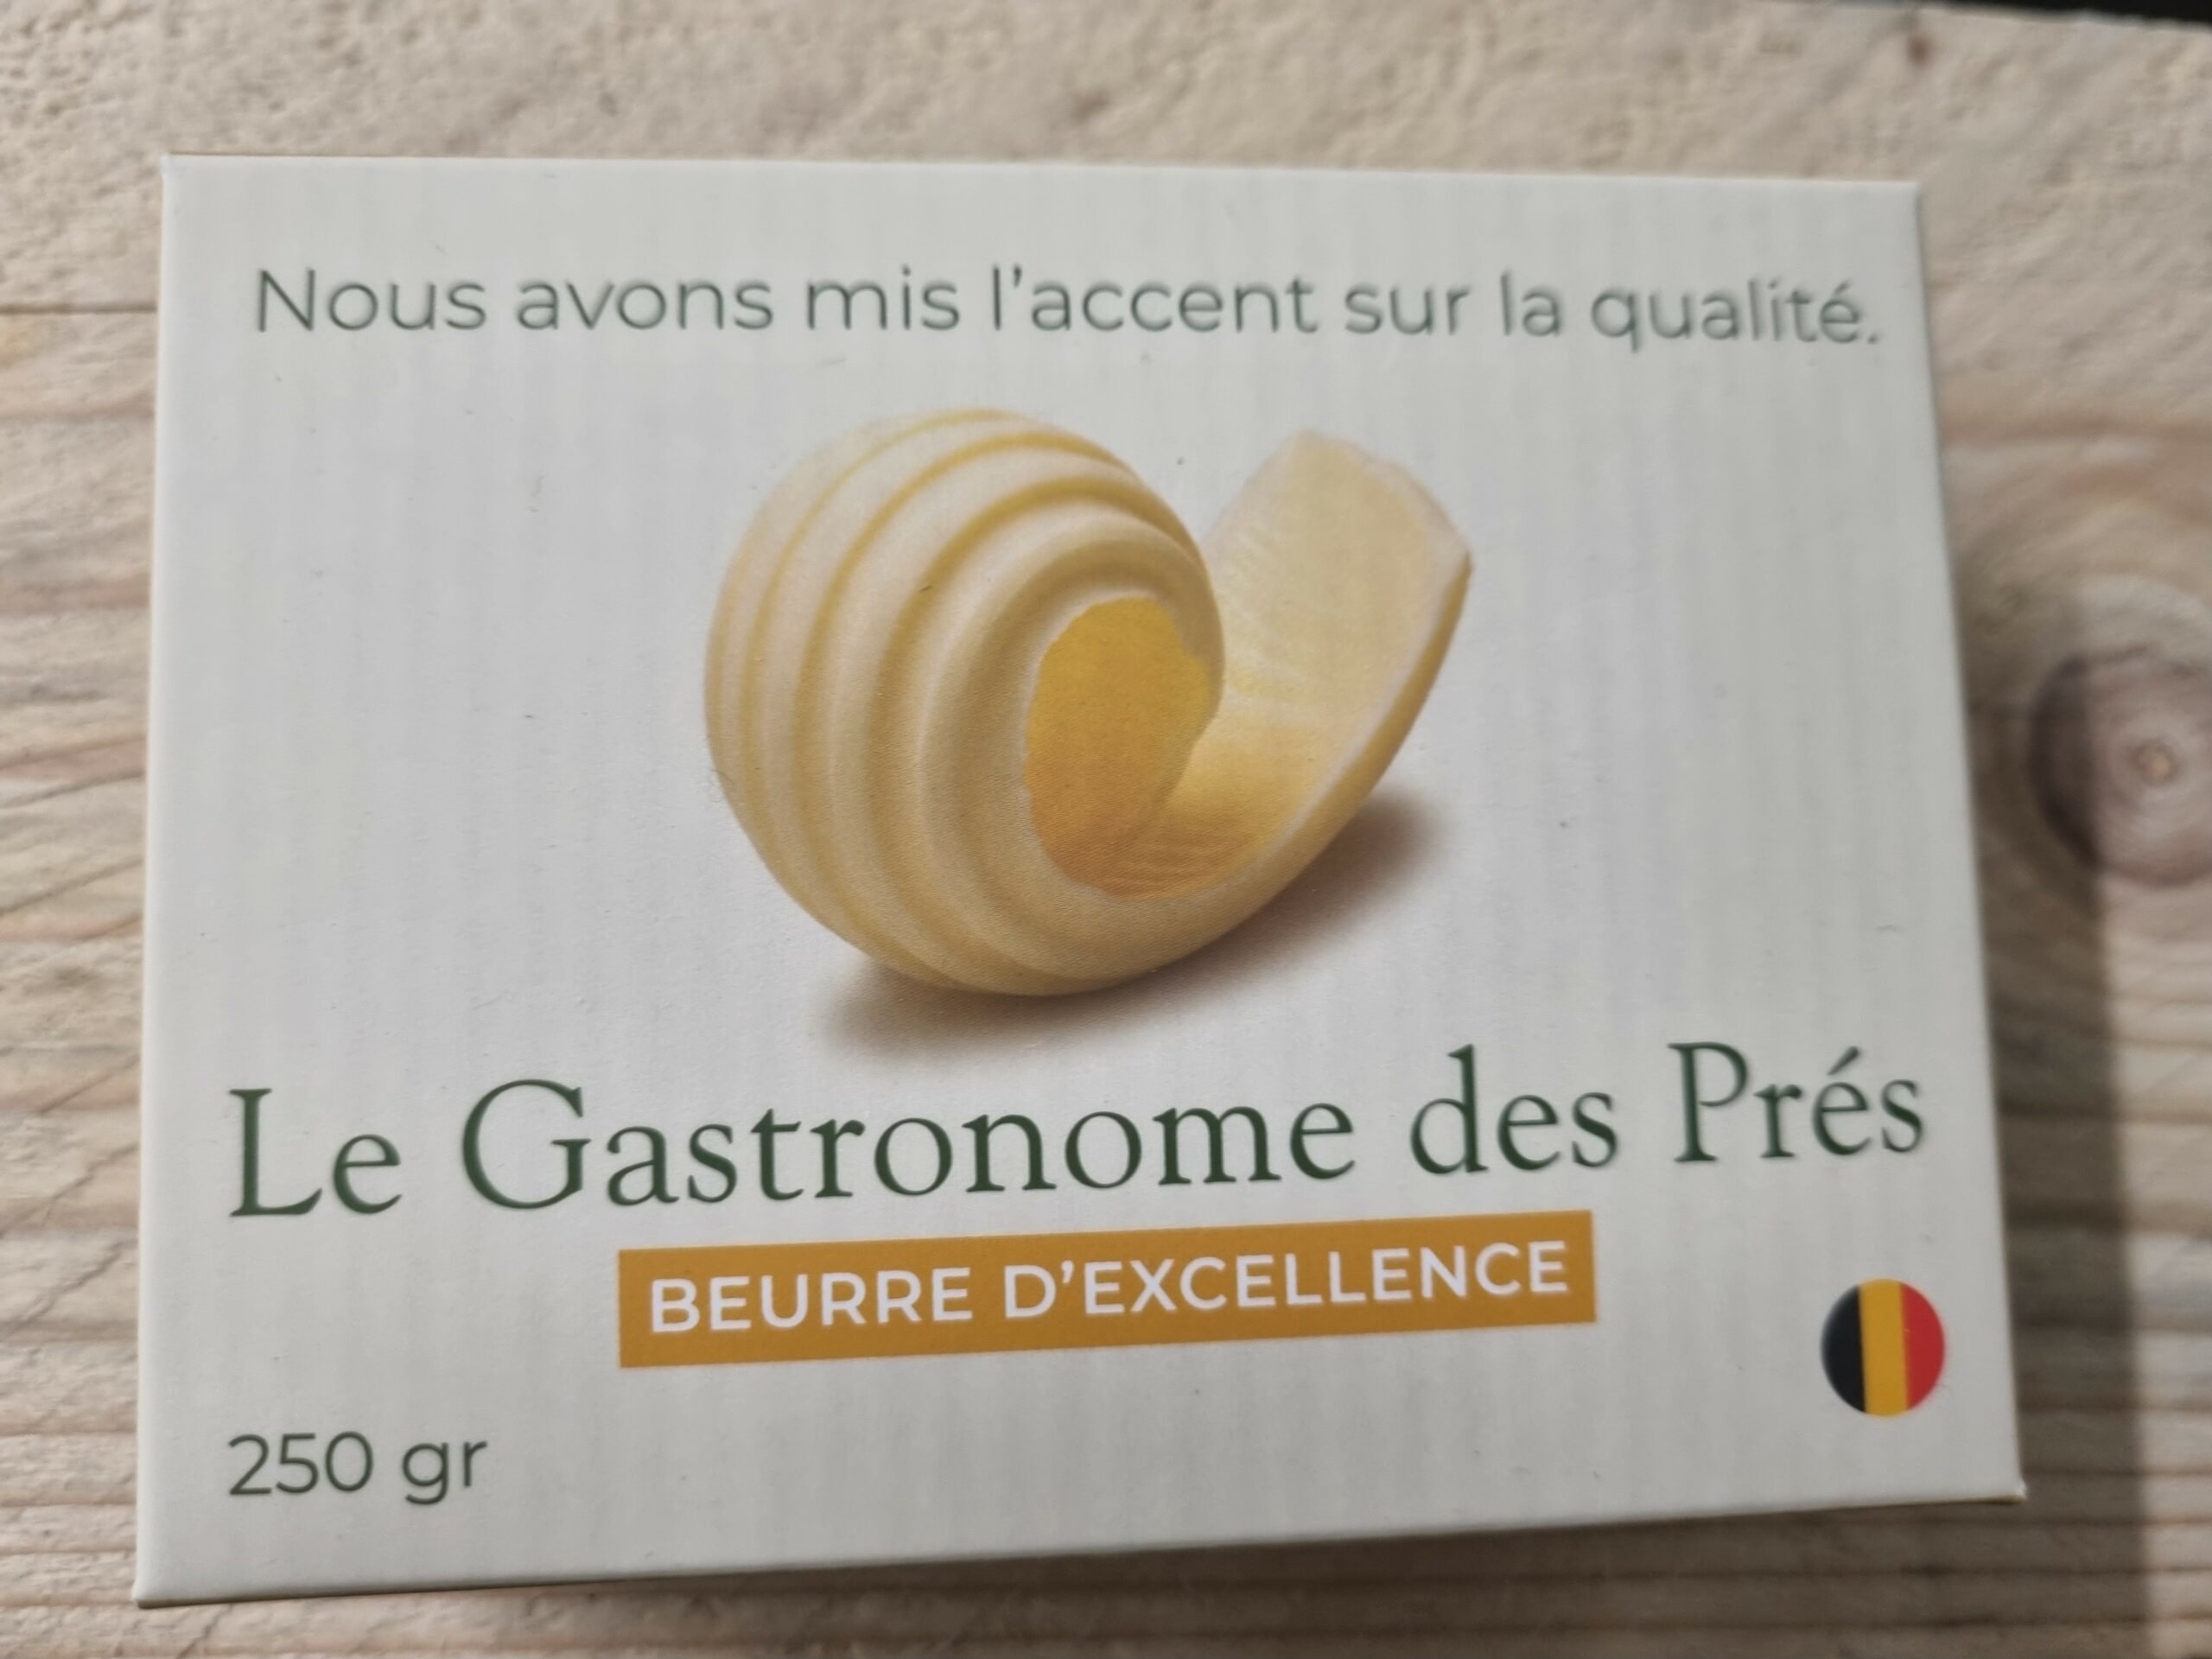 Nous avons mis l’accent sur la qualité.
Le Gastronome des Prés
BEURRE D’EXCELLENCE
250 gr